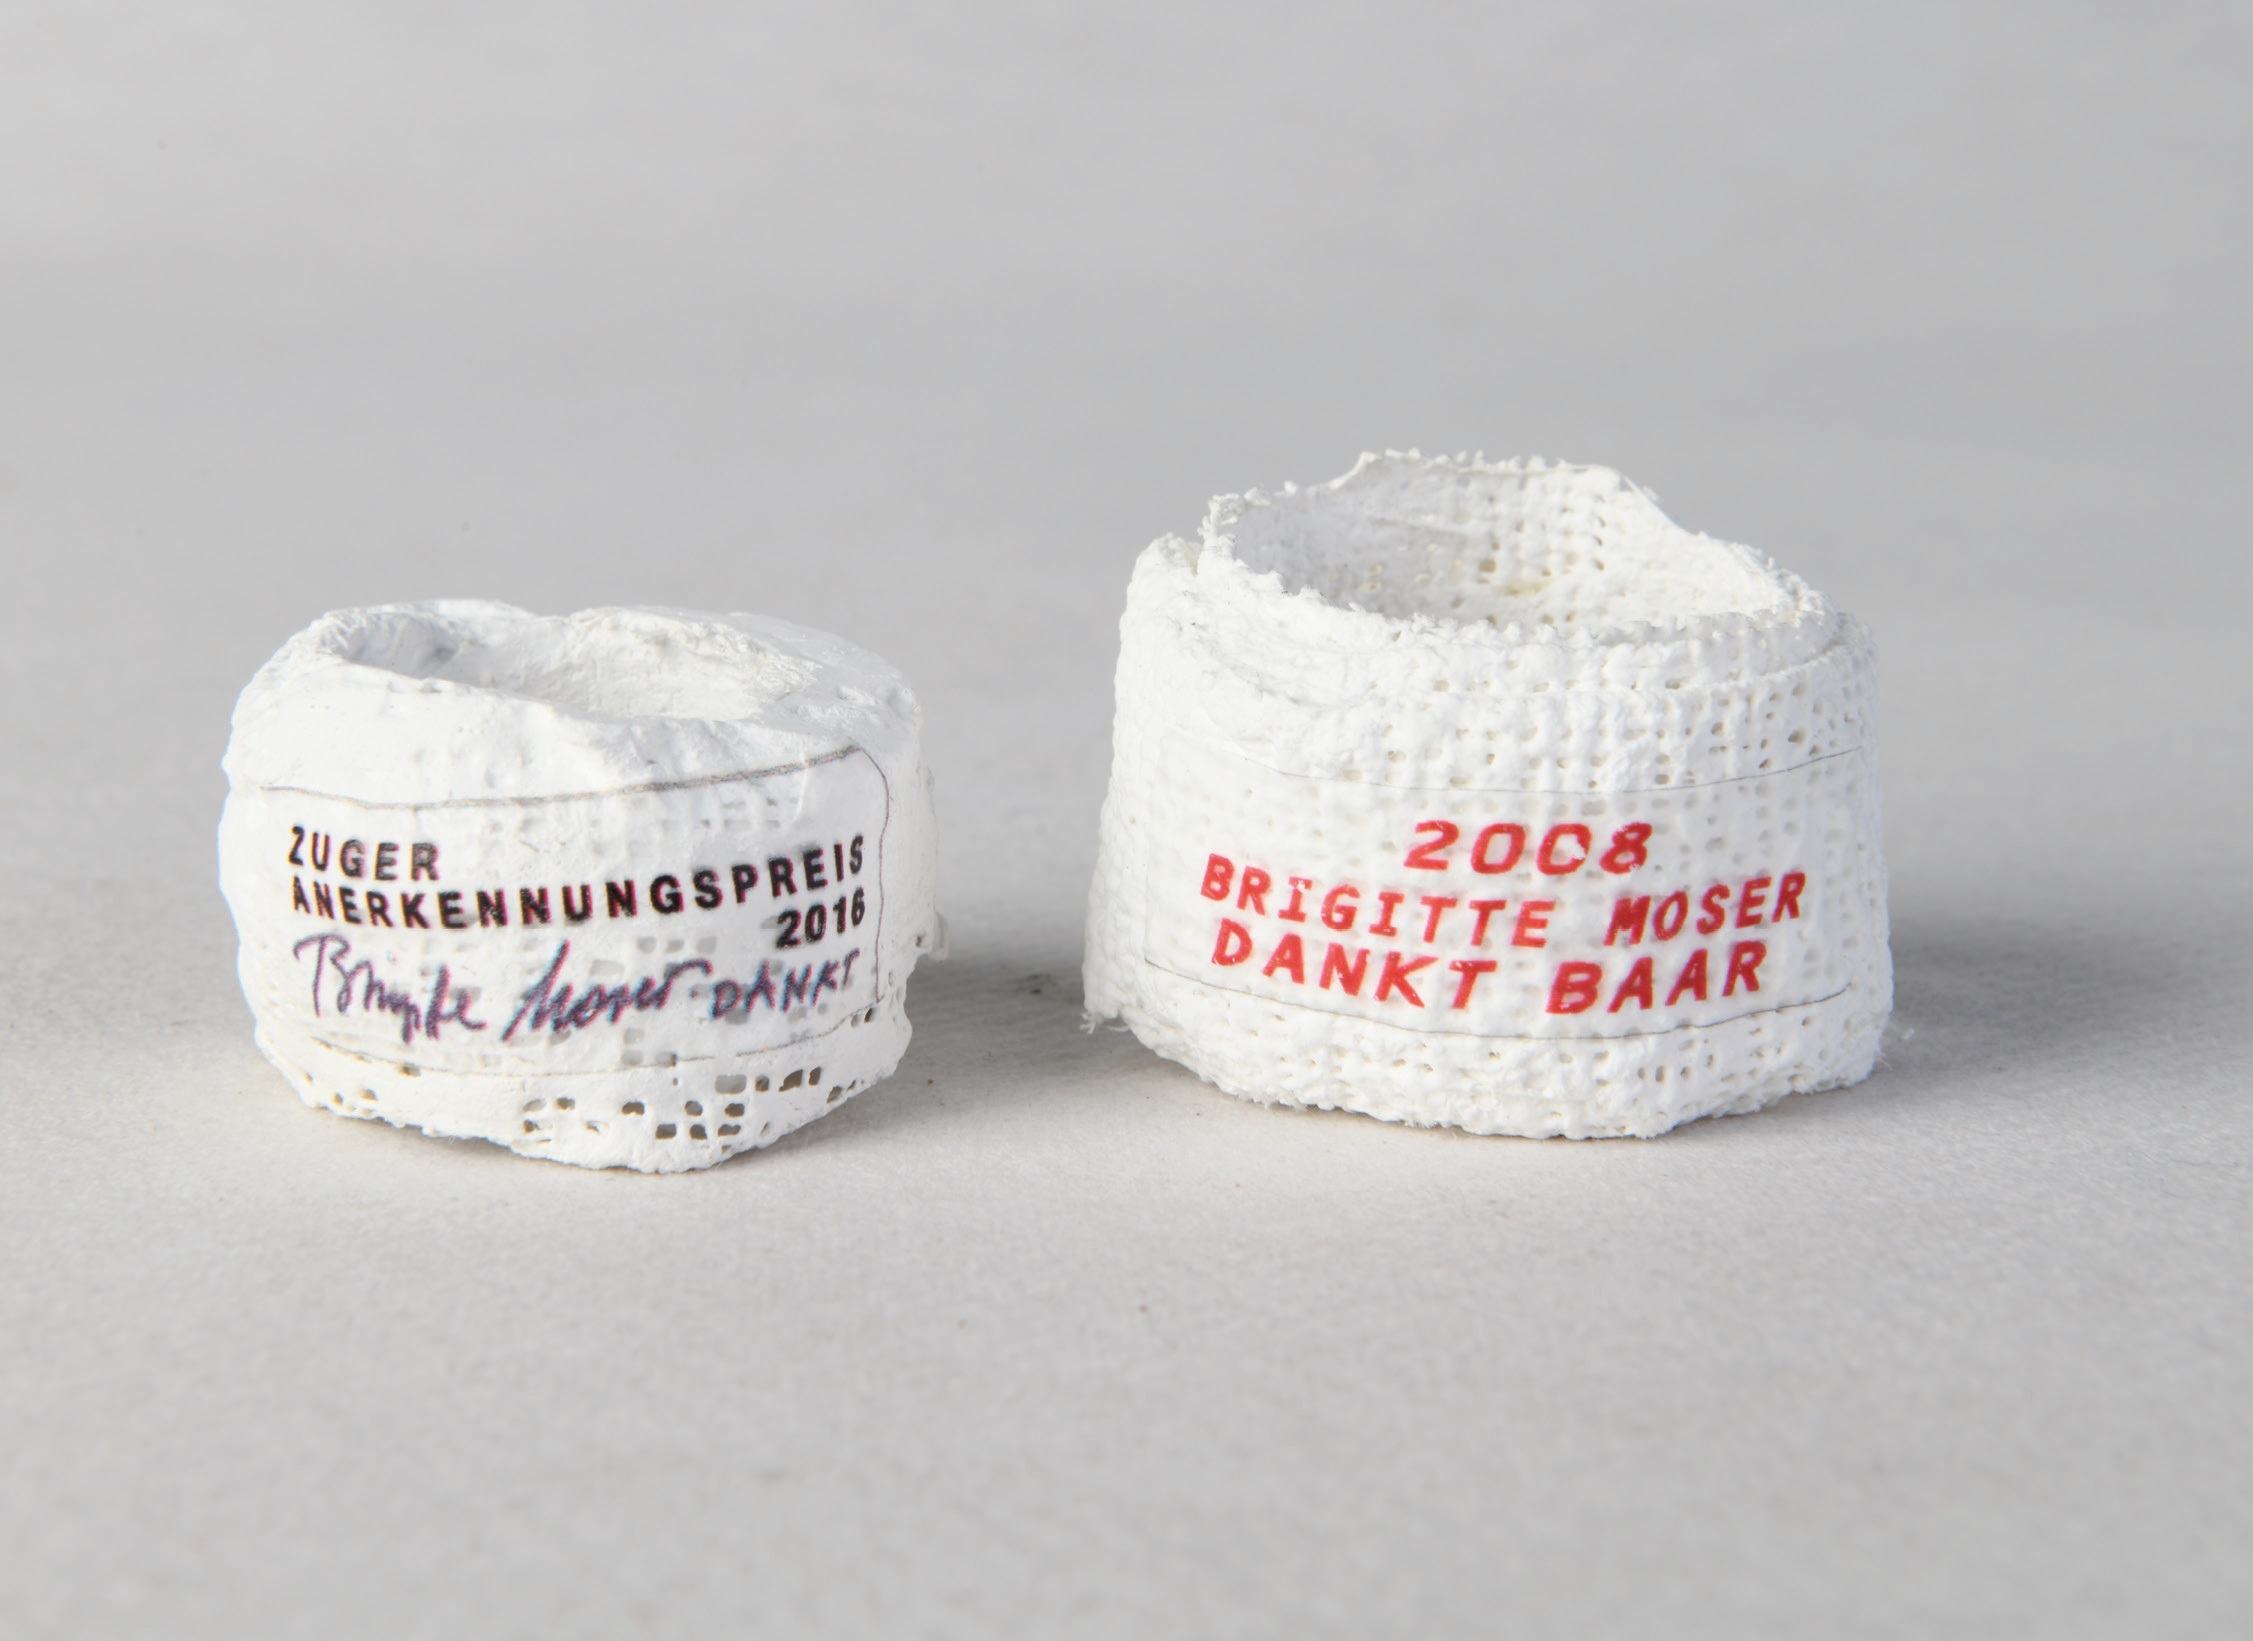 ZUGER
ANERKENNUNGSPREIS
2016
Brigitte Moser DANKT
2008
BRIGITTE MOSER
DANKT BAAR